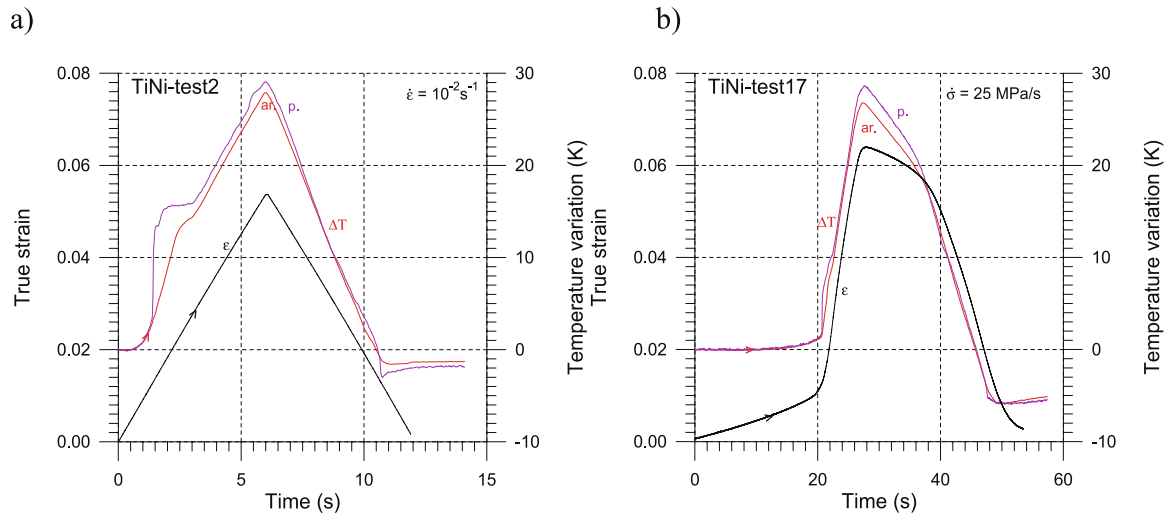 a)
TiNi-test2
ε̇ = 10⁻²s⁻¹
0.08
0.06
0.04
0.02
0.00
True strain
30
20
10
0
-10
Temperature variation (K)
ar.
p.
ΔT
ε
0
5
10
15
Time (s)
b)
TiNi-test17
σ̇ = 25 MPa/s
0.08
0.06
0.04
0.02
0.00
True strain
30
20
10
0
-10
Temperature variation (K)
p.
ar.
ΔT
ε
0
20
40
60
Time (s)